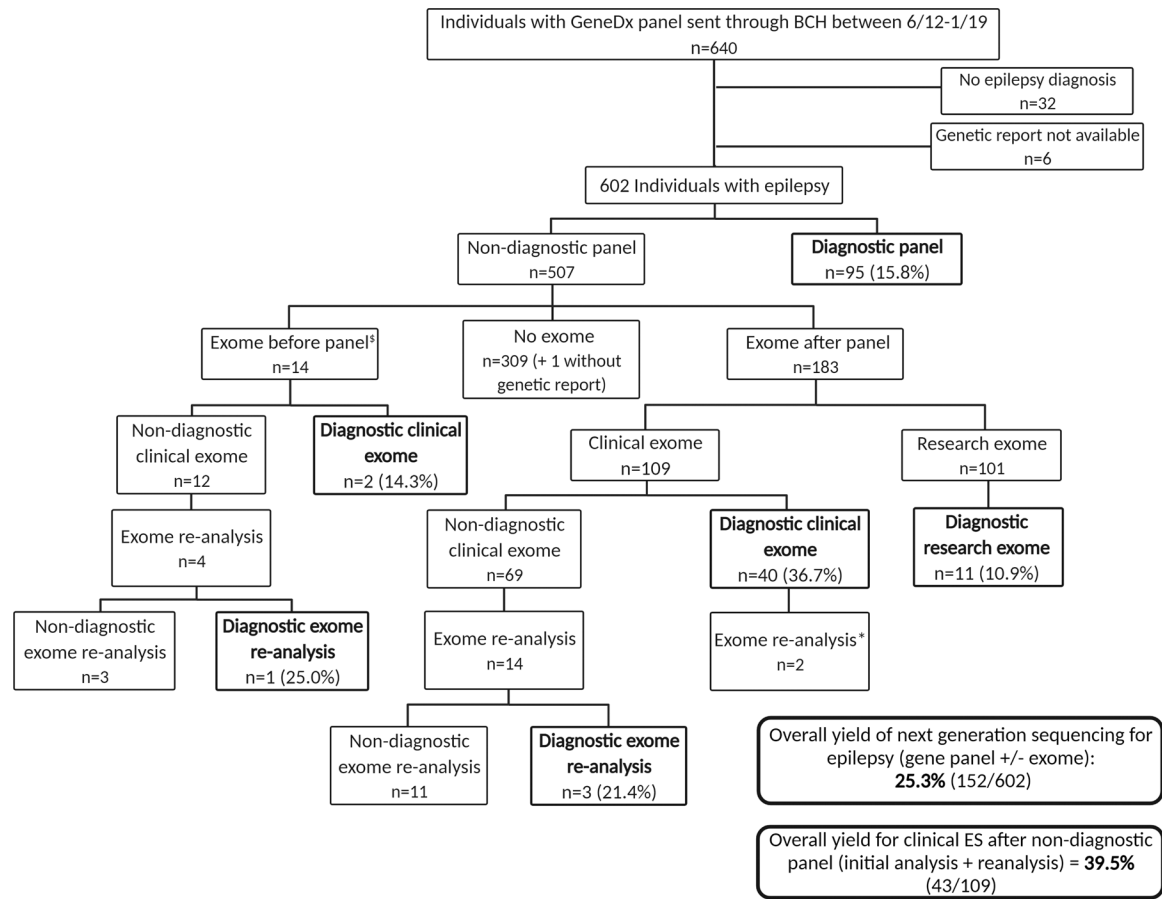 Individuals with GeneDx panel sent through BCH between 6/12-1/19
n=640
No epilepsy diagnosis
n=32
Genetic report not available
n=6
602 Individuals with epilepsy
Non-diagnostic panel
n=507
Diagnostic panel
n=95 (15.8%)
Exome before panel$
n=14
No exome
n=309 (+ 1 without
genetic report)
Exome after panel
n=183
Non-diagnostic
clinical exome
n=12
Diagnostic clinical
exome
n=2 (14.3%)
Clinical exome
n=109
Research exome
n=101
Exome re-analysis
n=4
Non-diagnostic
clinical exome
n=69
Diagnostic clinical
exome
n=40 (36.7%)
Diagnostic
research exome
n=11 (10.9%)
Non-diagnostic
exome re-analysis
n=3
Diagnostic exome
re-analysis
n=1 (25.0%)
Exome re-analysis
n=14
Exome re-analysis*
n=2
Non-diagnostic
exome re-analysis
n=11
Diagnostic exome
re-analysis
n=3 (21.4%)
Overall yield of next generation sequencing for
epilepsy (gene panel +/- exome):
25.3% (152/602)
Overall yield for clinical ES after non-diagnostic
panel (initial analysis + reanalysis) = 39.5%
(43/109)